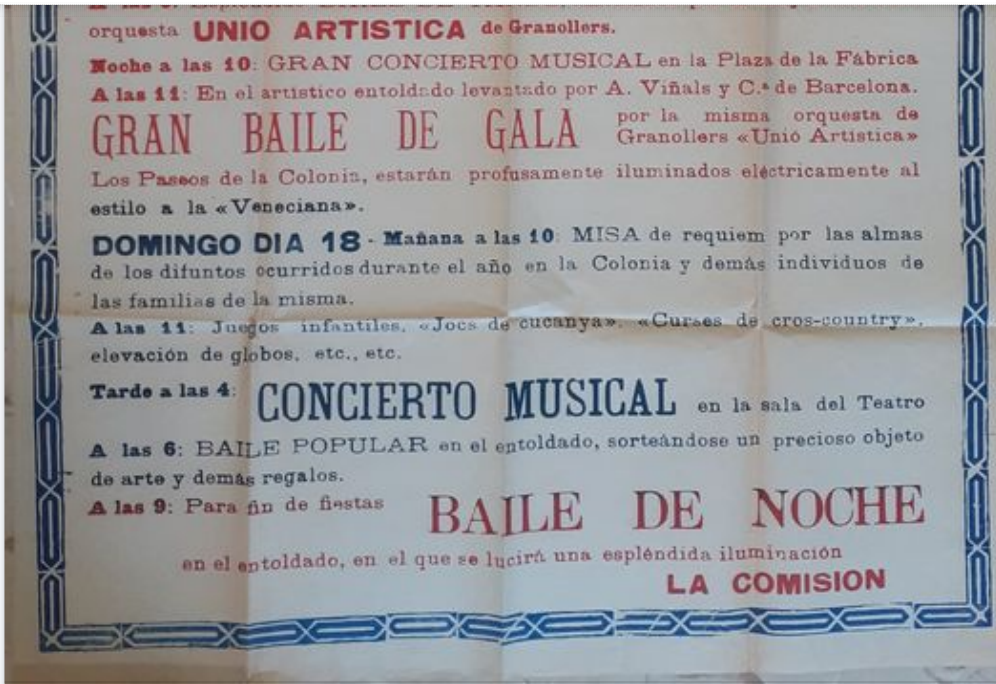 orquesta UNIO ARTISTICA de Granollers.
Noche a las 10: GRAN CONCIERTO MUSICAL en la Plaza de la Fábrica
A las 11: En el artístico entoldado levantado por A. Viñals y C.ª de Barcelona.
GRAN BAILE DE GALA por la misma orquesta de
Granollers «Unió Artística»
Los Paseos de la Colonia, estarán profusamente iluminados eléctricamente al
estilo a la «Veneciana».
DOMINGO DIA 18 - Mañana a las 10: MISA de requiem por las almas
de los difuntos ocurridos durante el año en la Colonia y demás individuos de
las familias de la misma.
A las 11: Juegos infantiles, «Jocs de cucanya», «Curses de cros-country»,
elevación de globos, etc., etc.
Tarde a las 4: CONCIERTO MUSICAL en la sala del Teatro
A las 6: BAILE POPULAR en el entoldado, sorteándose un precioso objeto
de arte y demás regalos.
A las 9: Para fin de fiestas BAILE DE NOCHE
en el entoldado, en el que se lucirá una espléndida iluminación
LA COMISION